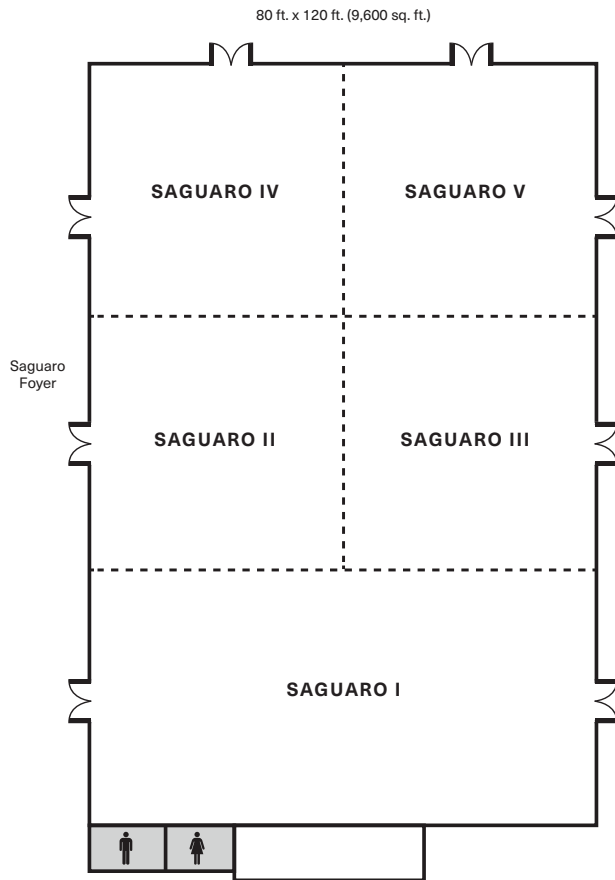 80 ft. x 120 ft. (9,600 sq. ft.)
SAGUARO IV
SAGUARO V
Saguaro
Foyer
SAGUARO II
SAGUARO III
SAGUARO I